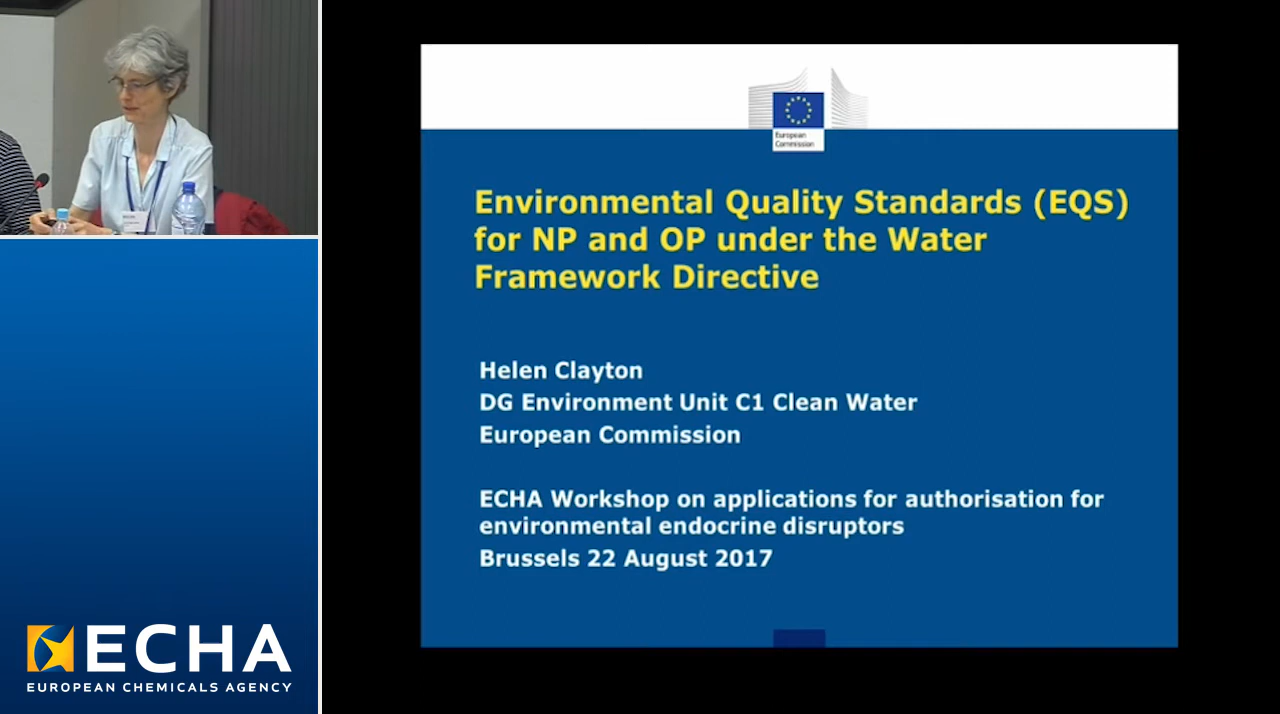 European
Commission
Environmental Quality Standards (EQS)
for NP and OP under the Water
Framework Directive
Helen Clayton
DG Environment Unit C1 Clean Water
European Commission
ECHA Workshop on applications for authorisation for
environmental endocrine disruptors
Brussels 22 August 2017
ECHA
EUROPEAN CHEMICALS AGENCY